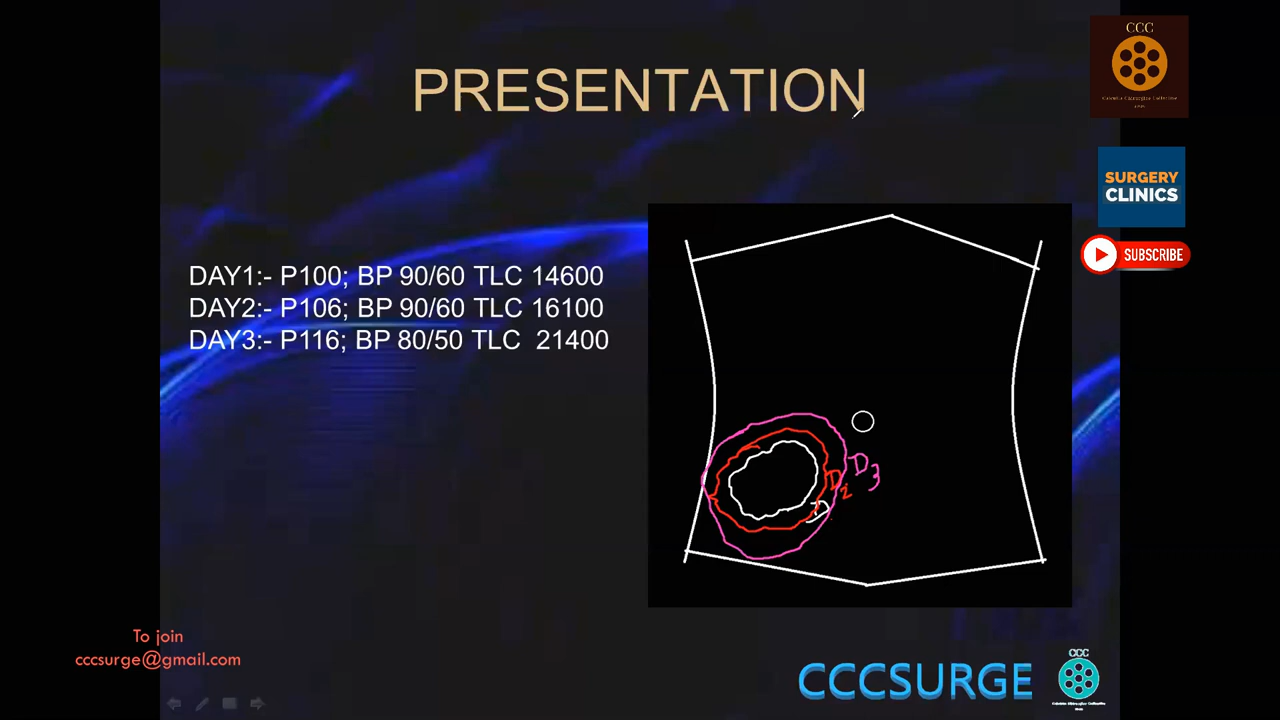 PRESENTATION
CCC
SURGERY
CLINICS
SUBSCRIBE
DAY1:- P100; BP 90/60 TLC 14600
DAY2:- P106; BP 90/60 TLC 16100
DAY3:- P116; BP 80/50 TLC 21400
D3
D2
D
To join
cccsurge@gmail.com
CCCSURGE
CCC